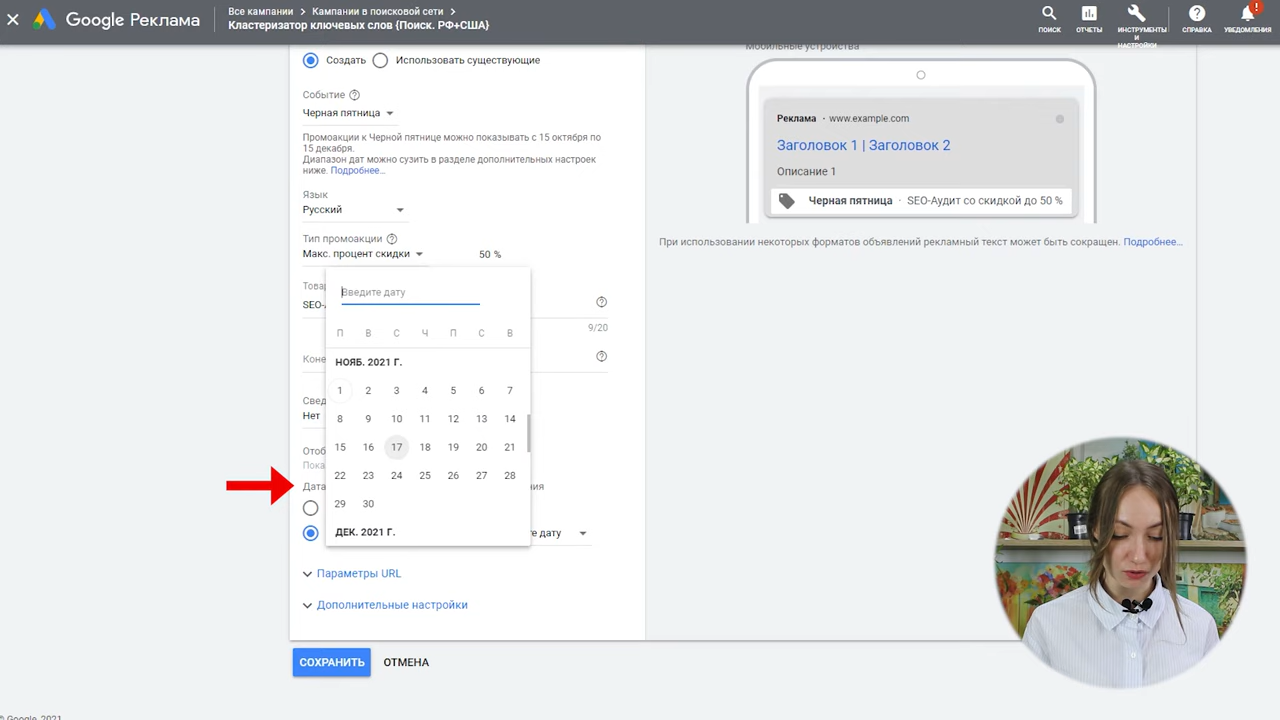 Google Реклама
Все кампании > Кампании в поисковой сети >
Кластеризатор ключевых слов {Поиск. РФ+США}
ПОИСК
ОТЧЕТЫ
ИНСТРУМЕНТЫ
И
НАСТРОЙКИ
СПРАВКА
УВЕДОМЛЕНИЯ
!
Создать
Использовать существующие
Событие
Черная пятница
Промоакции к Черной пятнице можно показывать с 15 октября по
15 декабря.
Диапазон дат можно сузить в разделе дополнительных настроек
ниже. Подробнее…
Язык
Русский
Тип промоакции
Макс. процент скидки
50 %
Това
SEO-
9/20
Коне
Свед
Нет
Отоб
Пока
Дата
ия
е дату
Введите дату
П В С Ч П С В
НОЯБ. 2021 Г.
1 2 3 4 5 6 7
8 9 10 11 12 13 14
15 16 17 18 19 20 21
22 23 24 25 26 27 28
29 30
ДЕК. 2021 Г.
Параметры URL
Дополнительные настройки
СОХРАНИТЬ
ОТМЕНА
Мобильные устройства
Реклама · www.example.com
Заголовок 1 | Заголовок 2
Описание 1
Черная пятница · SEO-Аудит со скидкой до 50 %
При использовании некоторых форматов объявлений рекламный текст может быть сокращен. Подробнее…
© Google, 2021